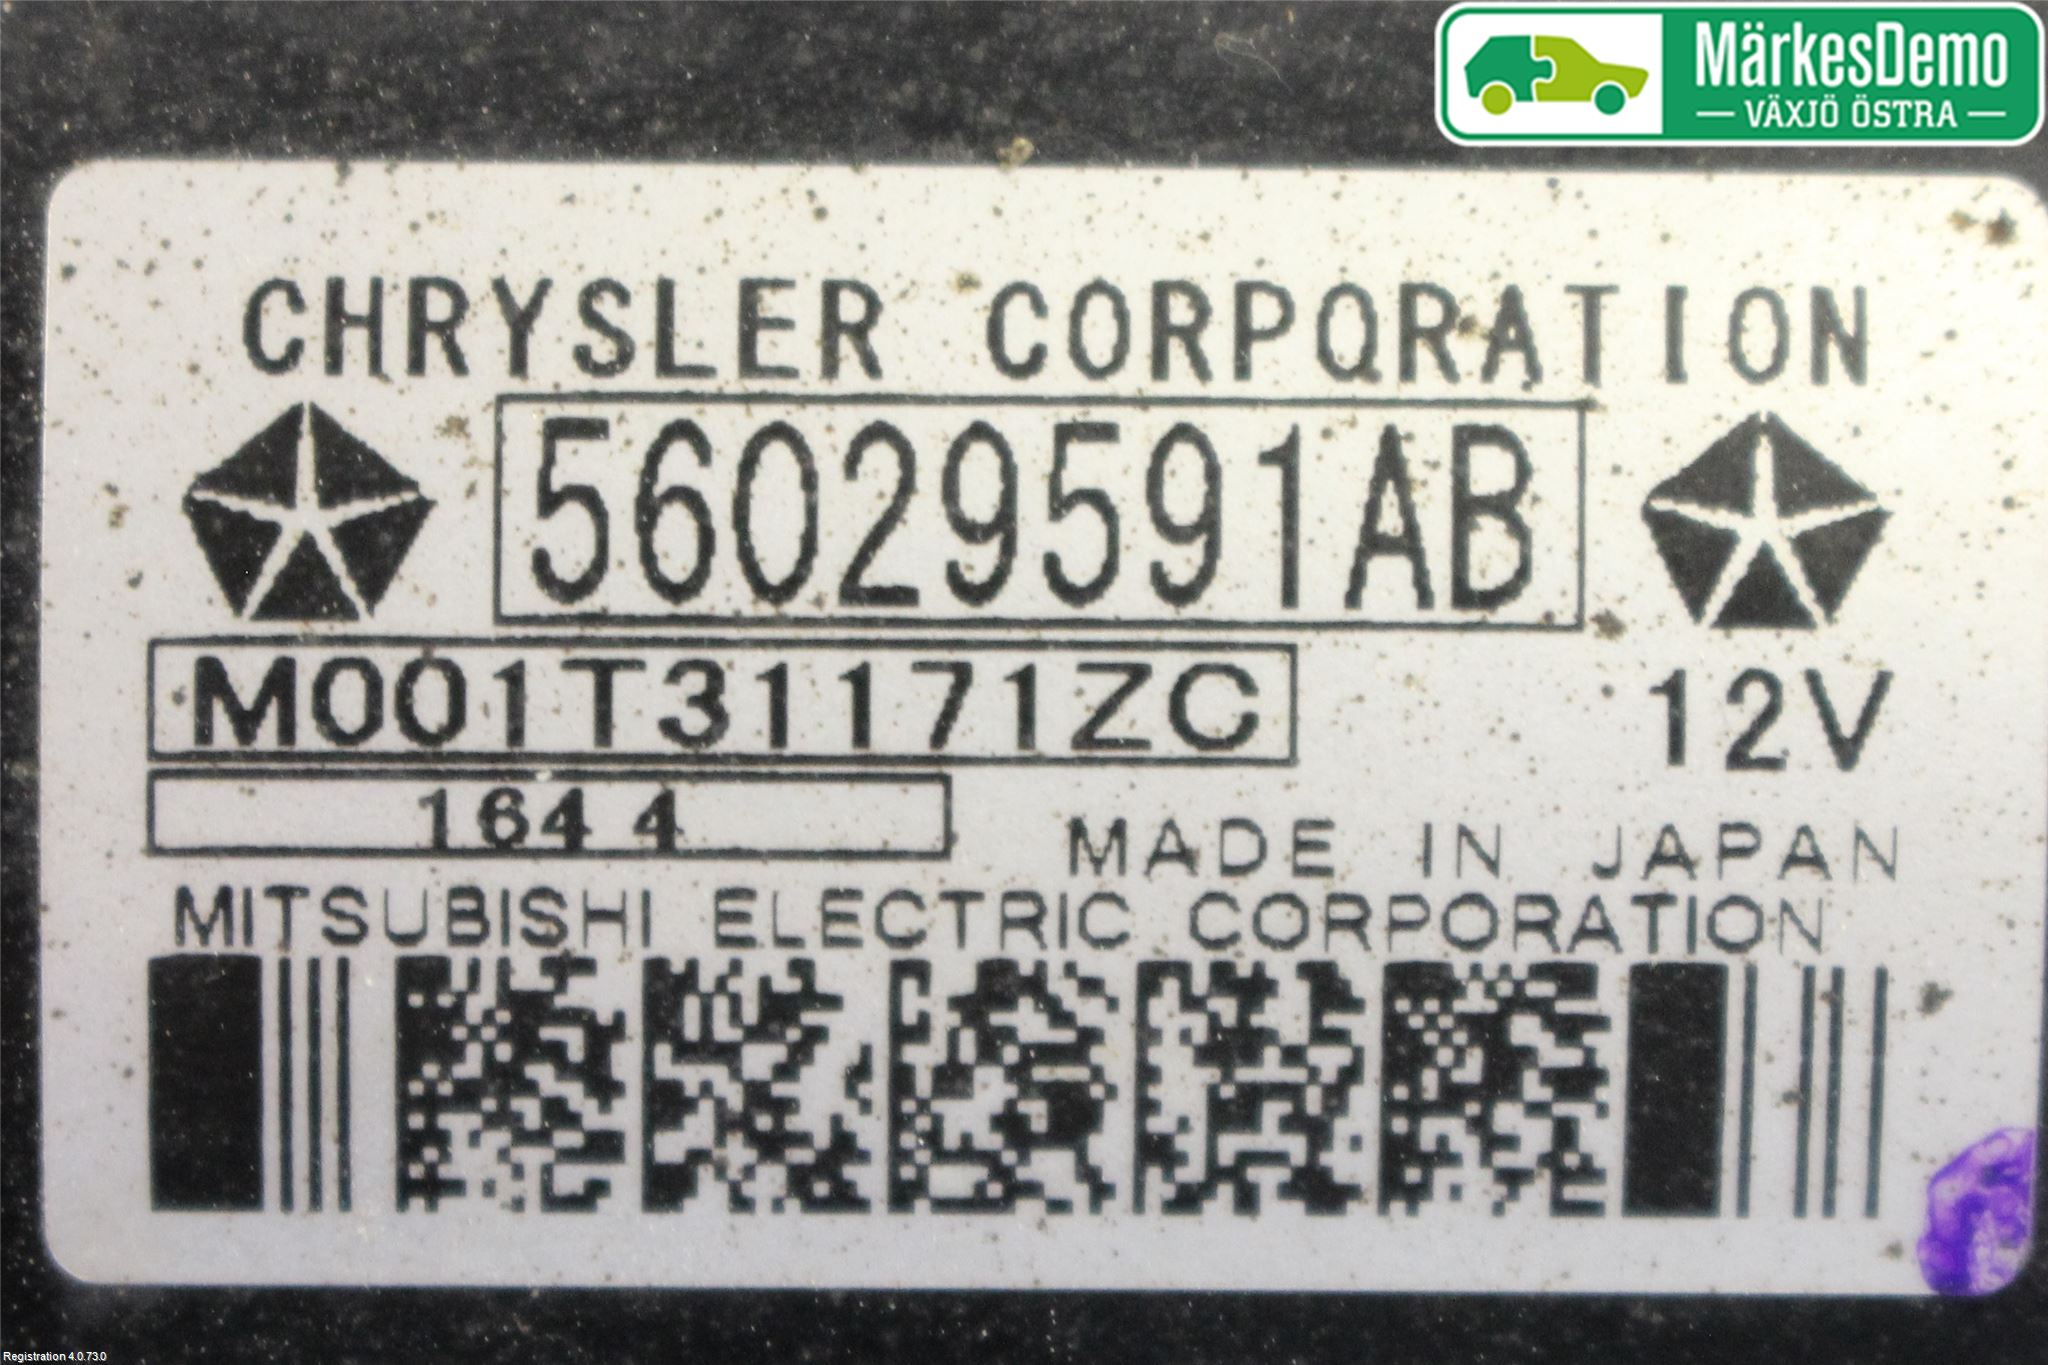 MärkesDemo
— VÄXJÖ ÖSTRA —
CHRYSLER CORPORATION
56029591AB
M001T31171ZC
12V
164 4
MADE IN JAPAN
MITSUBISHI ELECTRIC CORPORATION
Registration 4.0.73.0